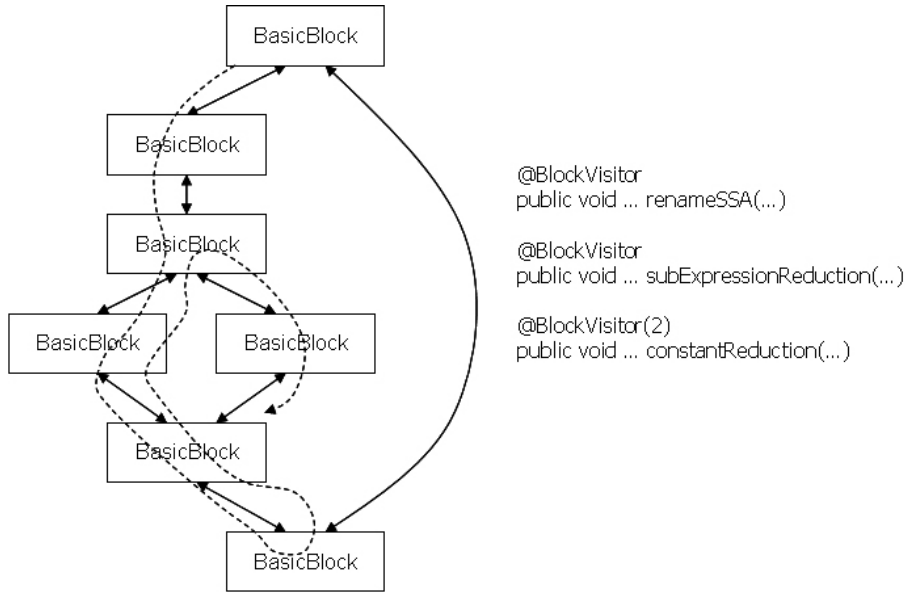 BasicBlock
BasicBlock
BasicBlock
BasicBlock
BasicBlock
BasicBlock
BasicBlock
@BlockVisitor
public void ... renameSSA(...)
@BlockVisitor
public void ... subExpressionReduction(...)
@BlockVisitor(2)
public void ... constantReduction(...)